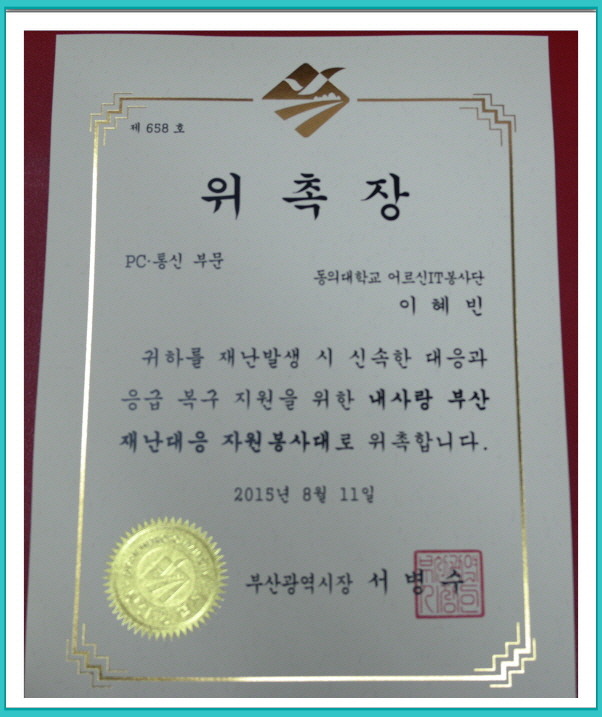 제 658 호
위 촉 장
PC·통신 부문
동의대학교 어르신IT봉사단
이 혜 빈
귀하를 재난발생 시 신속한 대응과
응급 복구 지원을 위한 내사랑 부산
재난대응 자원봉사대로 위촉합니다.
2015년 8월 11일
부산광역시장 서 병 수